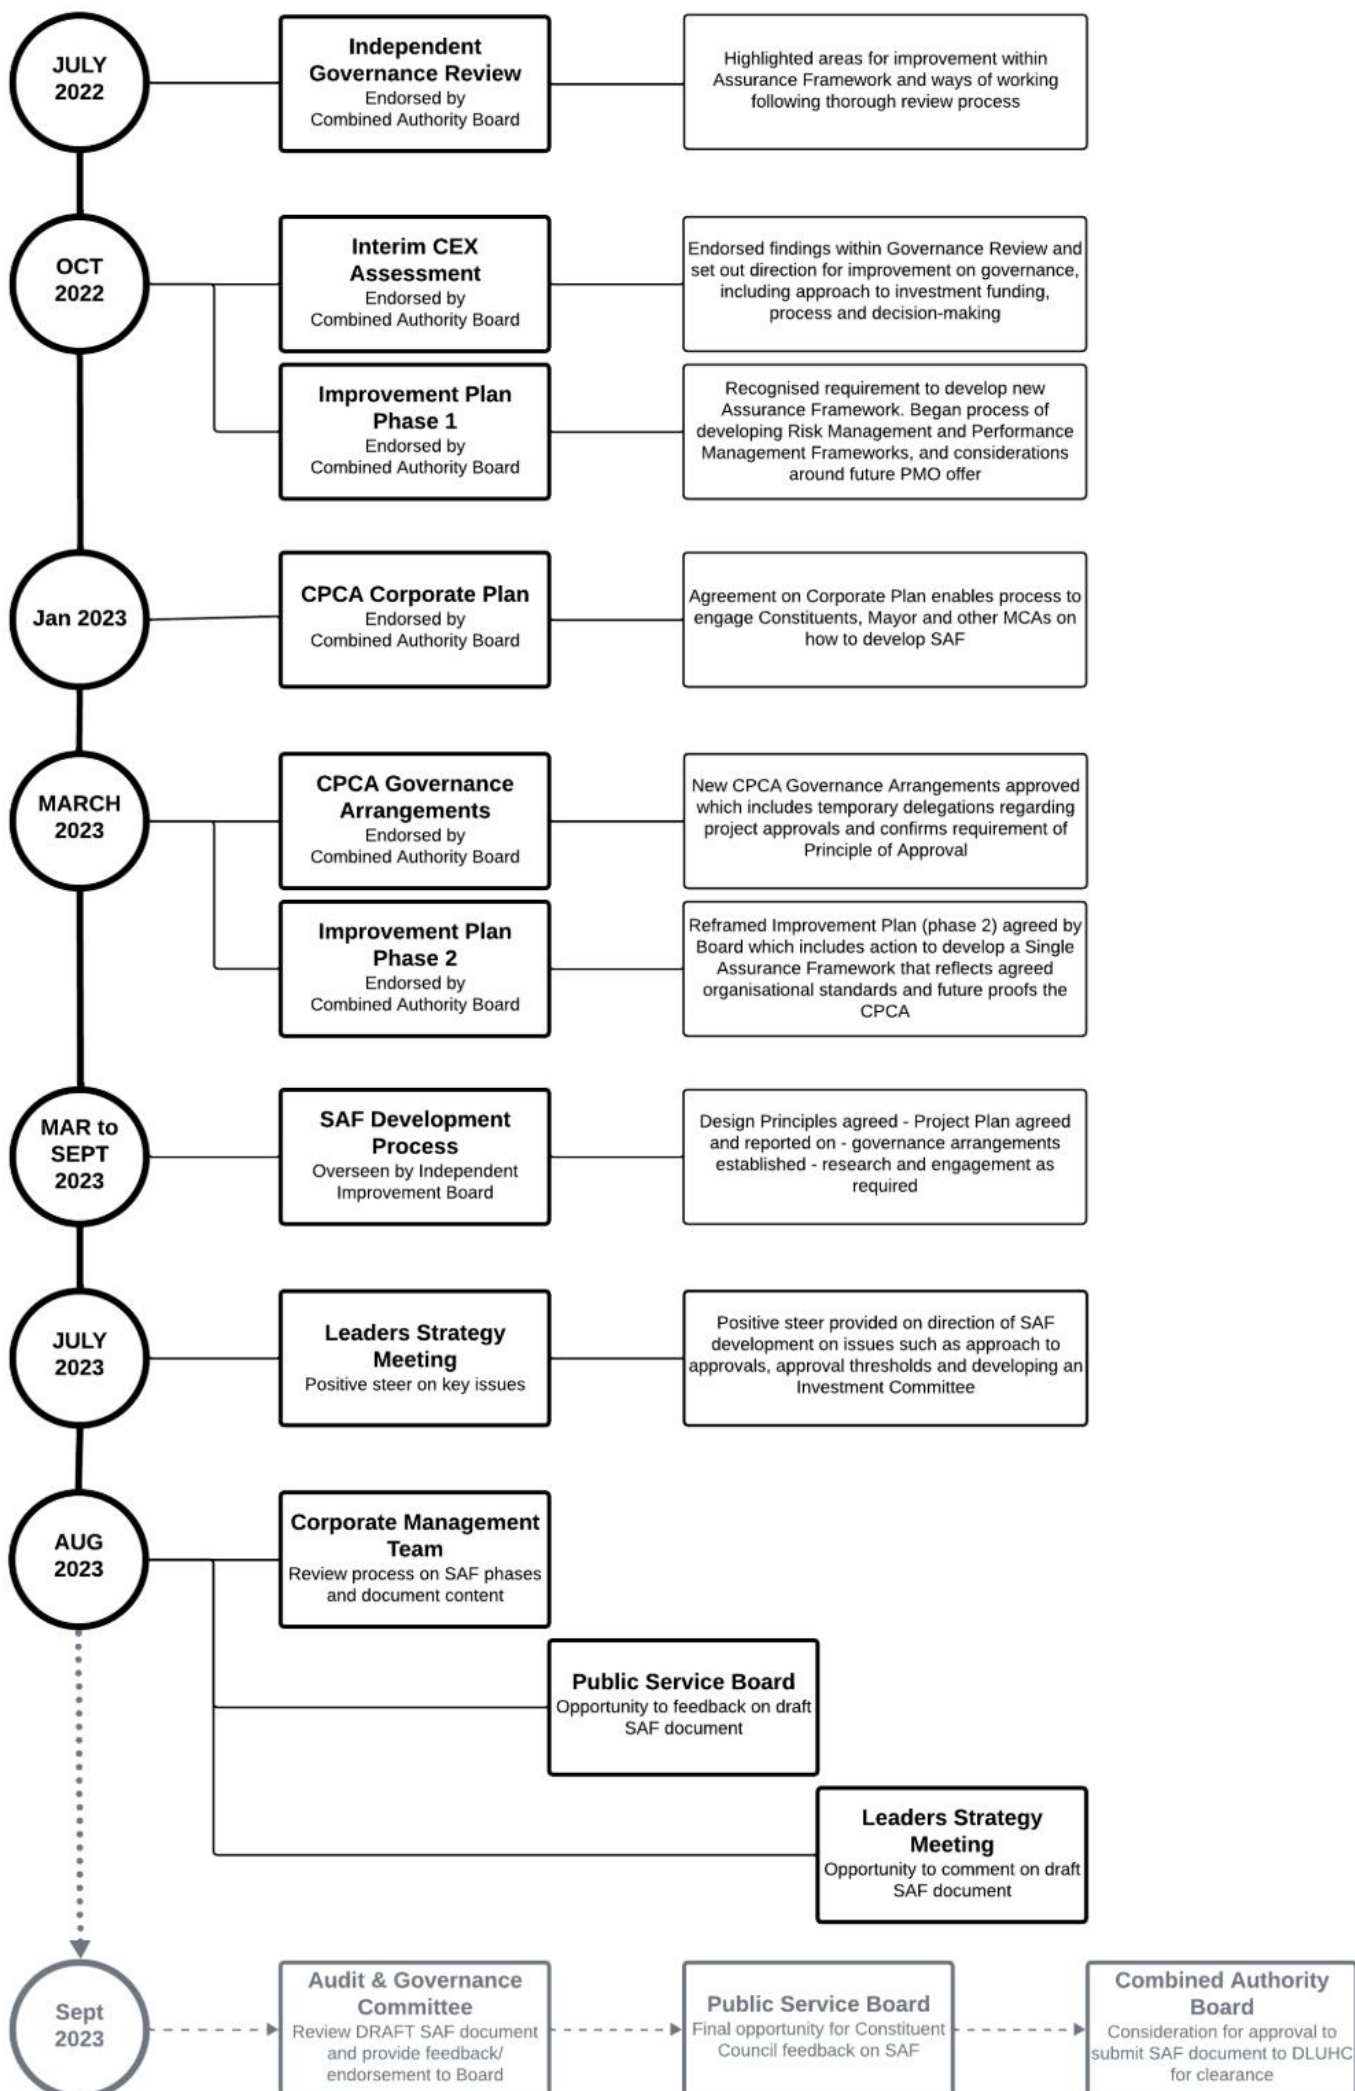 JULY
2022
Independent
Governance Review
Endorsed by
Combined Authority Board
Highlighted areas for improvement within
Assurance Framework and ways of working
following thorough review process
OCT
2022
Interim CEX
Assessment
Endorsed by
Combined Authority Board
Endorsed findings within Governance Review and
set out direction for improvement on governance,
including approach to investment funding,
process and decision-making
Improvement Plan
Phase 1
Endorsed by
Combined Authority Board
Recognised requirement to develop new
Assurance Framework. Began process of
developing Risk Management and Performance
Management Frameworks, and considerations
around future PMO offer
Jan 2023
CPCA Corporate Plan
Endorsed by
Combined Authority Board
Agreement on Corporate Plan enables process to
engage Constituents, Mayor and other MCAs on
how to develop SAF
MARCH
2023
CPCA Governance
Arrangements
Endorsed by
Combined Authority Board
New CPCA Governance Arrangements approved
which includes temporary delegations regarding
project approvals and confirms requirement of
Principle of Approval
Improvement Plan
Phase 2
Endorsed by
Combined Authority Board
Reframed Improvement Plan (phase 2) agreed by
Board which includes action to develop a Single
Assurance Framework that reflects agreed
organisational standards and future proofs the
CPCA
MAR to
SEPT
2023
SAF Development
Process
Overseen by Independent
Improvement Board
Design Principles agreed - Project Plan agreed
and reported on - governance arrangements
established - research and engagement as
required
JULY
2023
Leaders Strategy
Meeting
Positive steer on key issues
Positive steer provided on direction of SAF
development on issues such as approach to
approvals, approval thresholds and developing an
Investment Committee
AUG
2023
Corporate Management
Team
Review process on SAF phases
and document content
Public Service Board
Opportunity to feedback on draft
SAF document
Leaders Strategy
Meeting
Opportunity to comment on draft
SAF document
Sept
2023
Audit & Governance
Committee
Review DRAFT SAF document
and provide feedback/
endorsement to Board
Public Service Board
Final opportunity for Constituent
Council feedback on SAF
Combined Authority
Board
Consideration for approval to
submit SAF document to DLUHC
for clearance